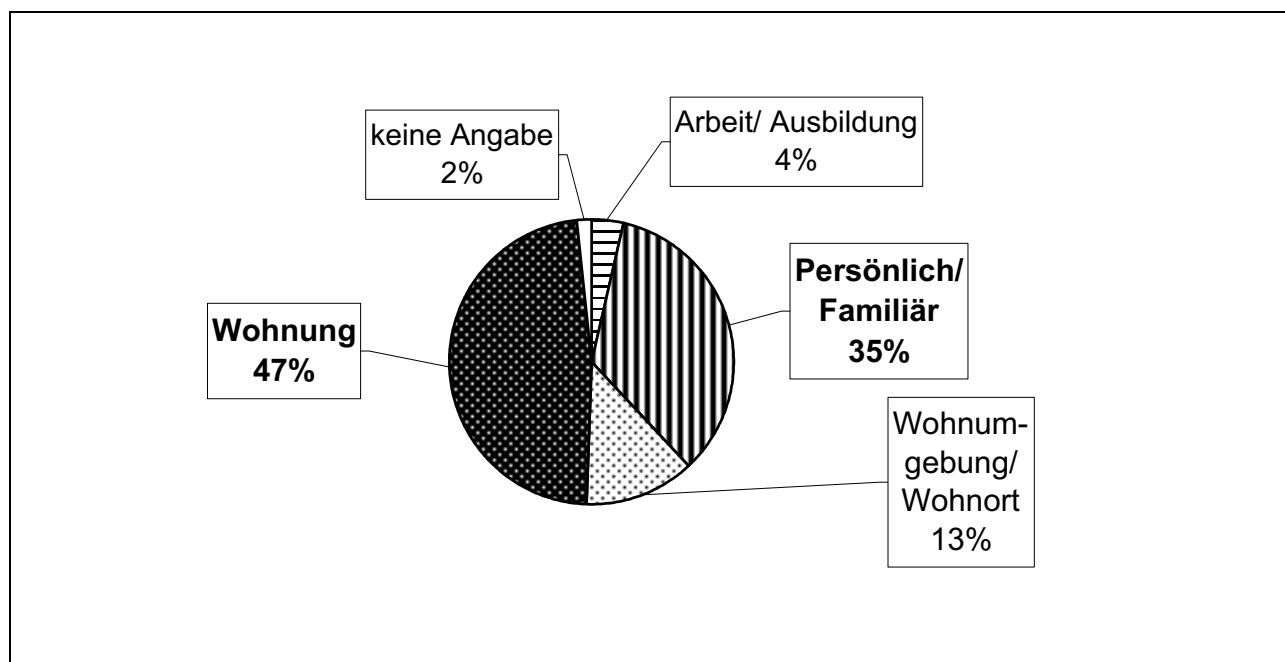 keine Angabe
2%
Arbeit/ Ausbildung
4%
Persönlich/
Familiär
35%
Wohnung
47%
Wohnum-
gebung/
Wohnort
13%